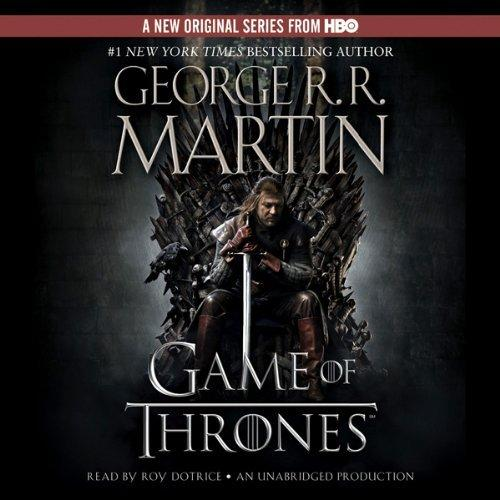 A NEW ORIGINAL SERIES FROM HBO
#1 NEW YORK TIMES BESTSELLING AUTHOR
GEORGE R. R.
MARTIN
GAME OF
THRONES™
READ BY ROY DOTRICE • AN UNABRIDGED PRODUCTION